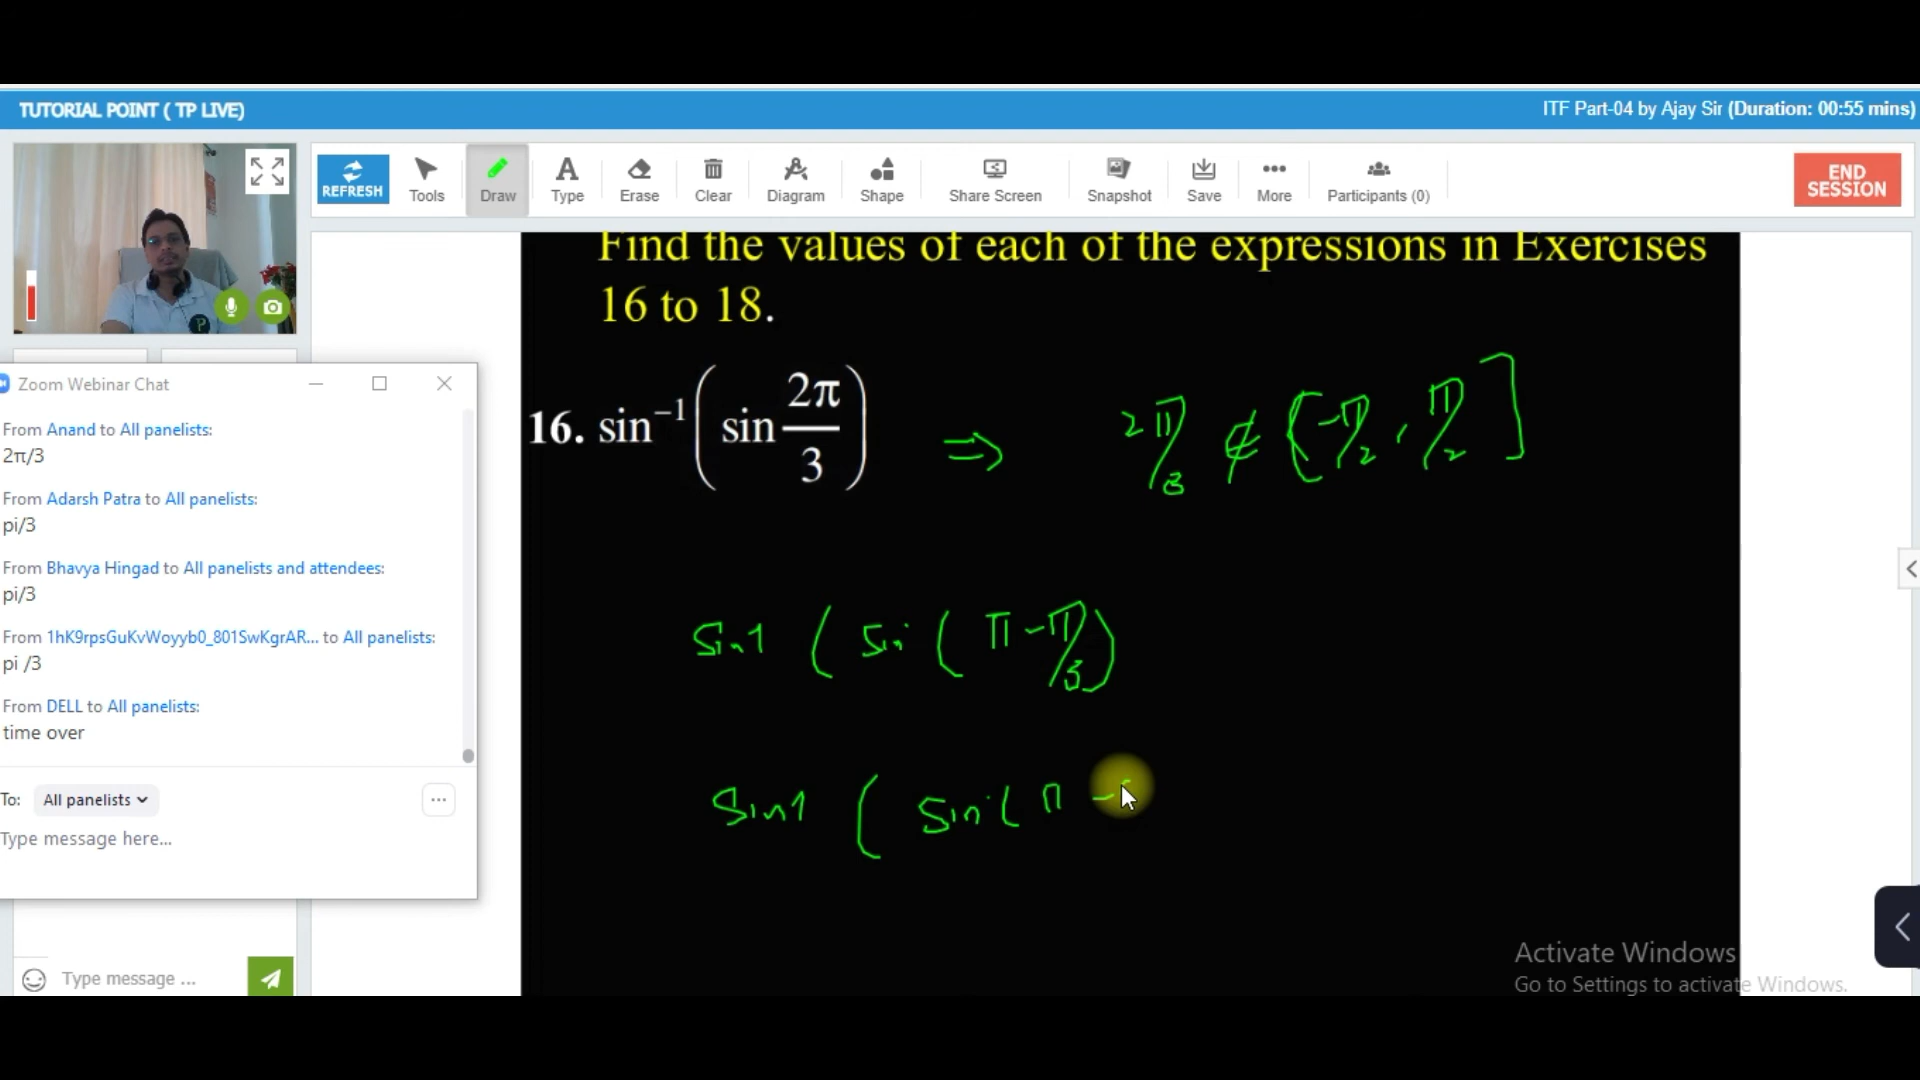 TUTORIAL POINT ( TP LIVE)
ITF Part-04 by Ajay Sir (Duration: 00:55 mins)
REFRESH
Tools
Draw
Type
Erase
Clear
Diagram
Shape
Share Screen
Snapshot
Save
More
Participants (0)
END
SESSION
Find the values of each of the expressions in Exercises
16 to 18.
16. sin⁻¹(sin 2π/3) ⇒ 2π/3 ∉ [-π/2, π/2]
sin1 ( sin ( π - π/3 )
sin1 ( sin ( π -
Zoom Webinar Chat
From Anand to All panelists:
2π/3
From Adarsh Patra to All panelists:
pi/3
From Bhavya Hingad to All panelists and attendees:
pi/3
From 1hK9rpsGuKvWoyyb0_801SwKgrAR... to All panelists:
pi /3
From DELL to All panelists:
time over
To: All panelists
...
Type message here...
Type message ...
Activate Windows
Go to Settings to activate Windows.